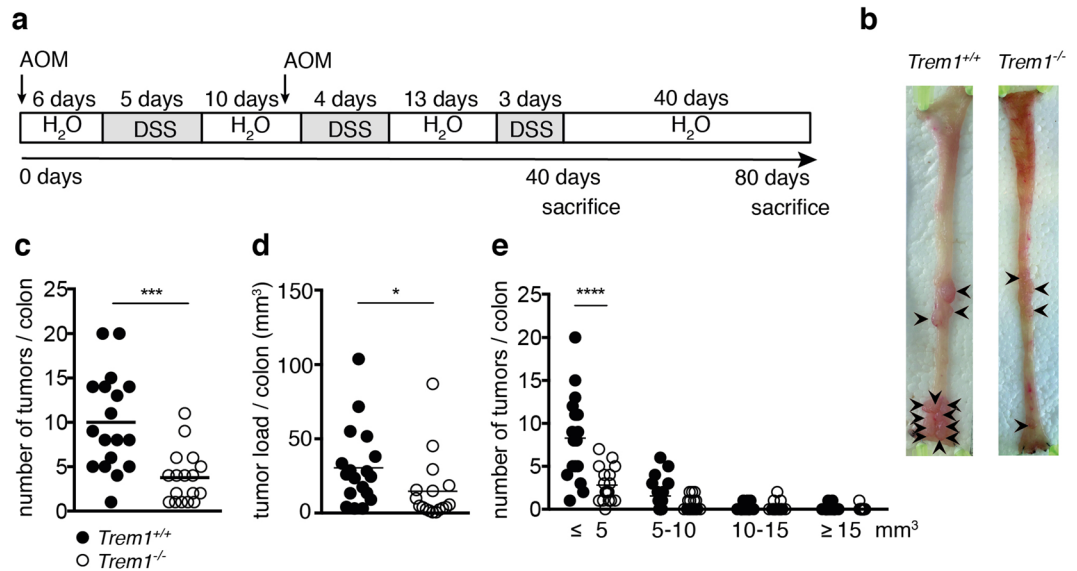 a
AOM AOM
6 days 5 days 10 days 4 days 13 days 3 days 40 days
H2O DSS H2O DSS H2O DSS H2O
0 days 40 days 80 days
sacrifice sacrifice
b
Trem1+/+ Trem1-/-
c
number of tumors / colon
25
20
15
10
5
0
***
Trem1+/+
Trem1-/-
d
tumor load / colon (mm3)
150
100
50
0
*
e
number of tumors / colon
25
20
15
10
5
0
****
≤ 5 5-10 10-15 ≥ 15 mm3